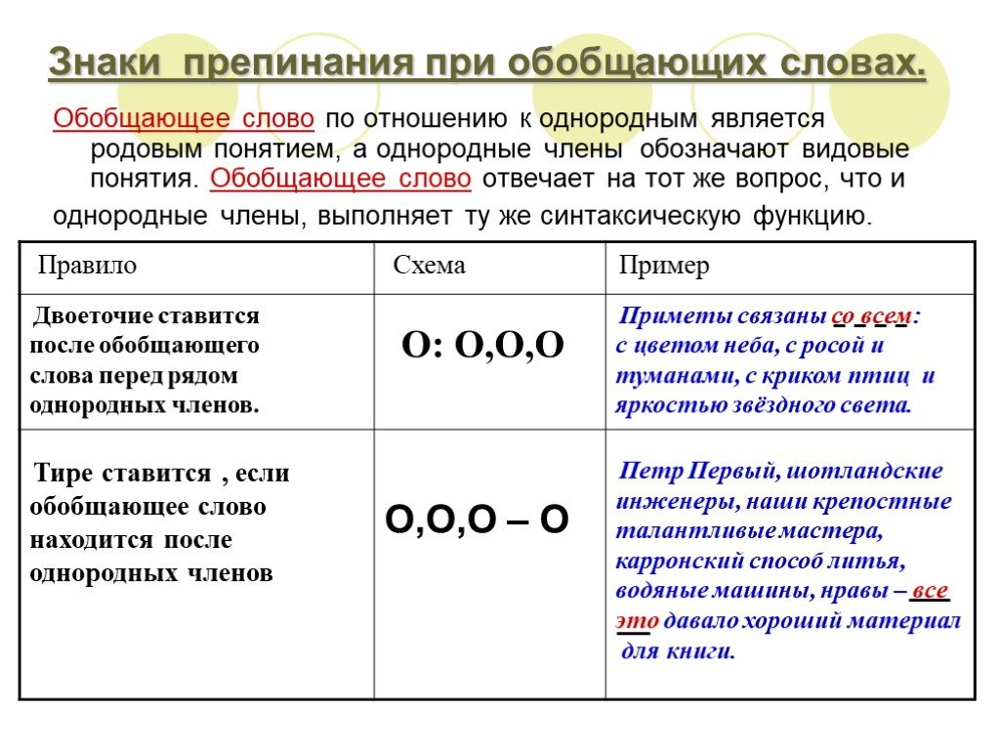 Знаки препинания при обобщающих словах.
Обобщающее слово по отношению к однородным является
родовым понятием, а однородные члены обозначают видовые
понятия. Обобщающее слово отвечает на тот же вопрос, что и
однородные члены, выполняет ту же синтаксическую функцию.
Правило
Схема
Пример
Двоеточие ставится
после обобщающего
слова перед рядом
однородных членов.
О: О,О,О
Приметы связаны со всем:
с цветом неба, с росой и
туманами, с криком птиц и
яркостью звёздного света.
Тире ставится , если
обобщающее слово
находится после
однородных членов
О,О,О – О
Петр Первый, шотландские
инженеры, наши крепостные
талантливые мастера,
карронский способ литья,
водяные машины, нравы – все
это давало хороший материал
для книги.